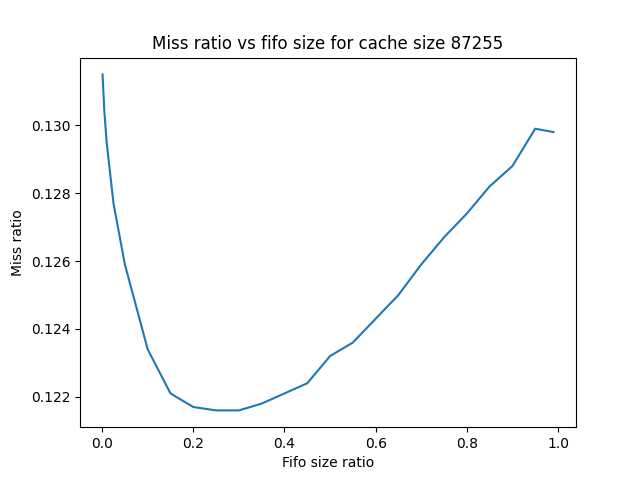 Miss ratio vs fifo size for cache size 87255
0.130
0.128
0.126
0.124
0.122
Miss ratio
0.0 0.2 0.4 0.6 0.8 1.0
Fifo size ratio